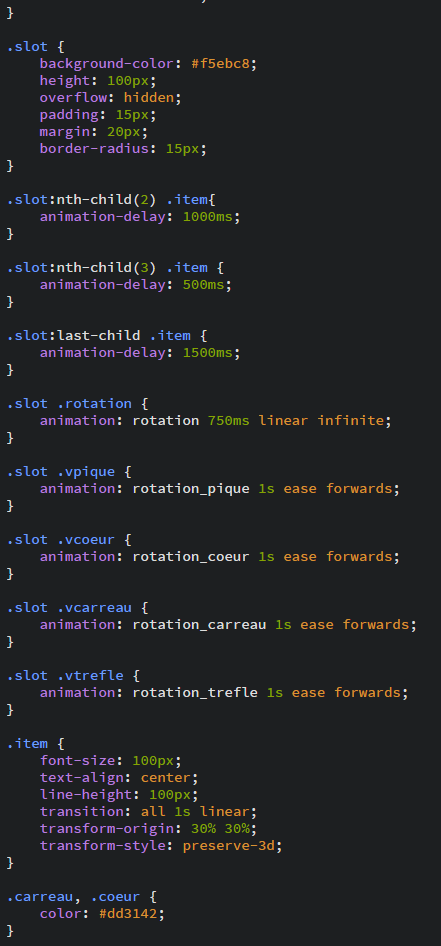 }

.slot {
    background-color: #f5ebc8;
    height: 100px;
    overflow: hidden;
    padding: 15px;
    margin: 20px;
    border-radius: 15px;
}

.slot:nth-child(2) .item{
    animation-delay: 1000ms;
}

.slot:nth-child(3) .item {
    animation-delay: 500ms;
}

.slot:last-child .item {
    animation-delay: 1500ms;
}

.slot .rotation {
    animation: rotation 750ms linear infinite;
}

.slot .vpique {
    animation: rotation_pique 1s ease forwards;
}

.slot .vcoeur {
    animation: rotation_coeur 1s ease forwards;
}

.slot .vcarreau {
    animation: rotation_carreau 1s ease forwards;
}

.slot .vtrefle {
    animation: rotation_trefle 1s ease forwards;
}

.item {
    font-size: 100px;
    text-align: center;
    line-height: 100px;
    transition: all 1s linear;
    transform-origin: 30% 30%;
    transform-style: preserve-3d;
}

.carreau, .coeur {
    color: #dd3142;
}